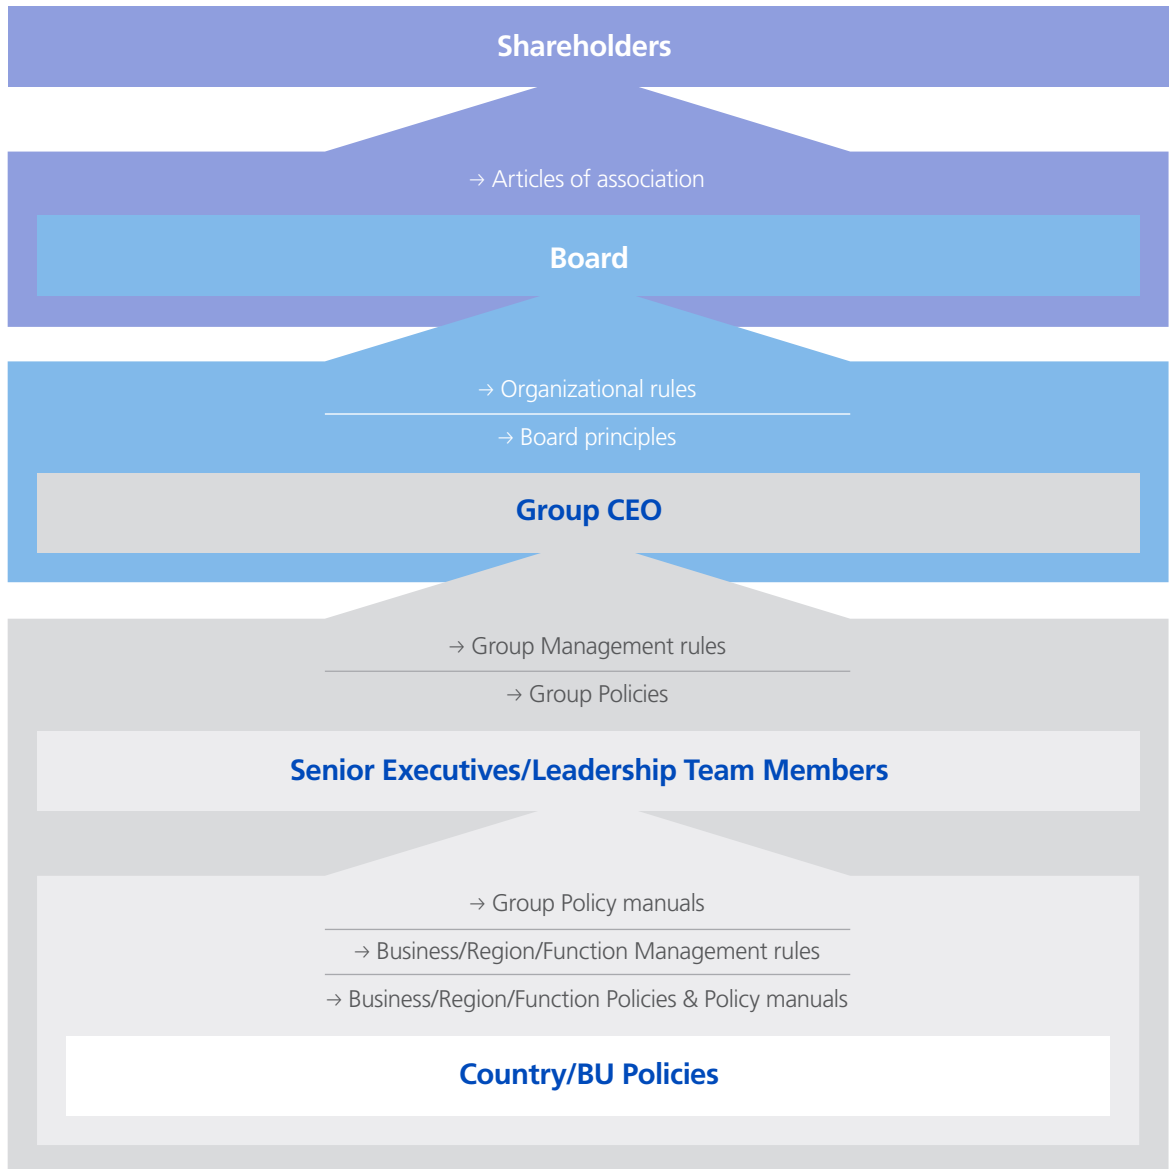 Shareholders
→ Articles of association
Board
→ Organizational rules
→ Board principles
Group CEO
→ Group Management rules
→ Group Policies
Senior Executives/Leadership Team Members
→ Group Policy manuals
→ Business/Region/Function Management rules
→ Business/Region/Function Policies & Policy manuals
Country/BU Policies